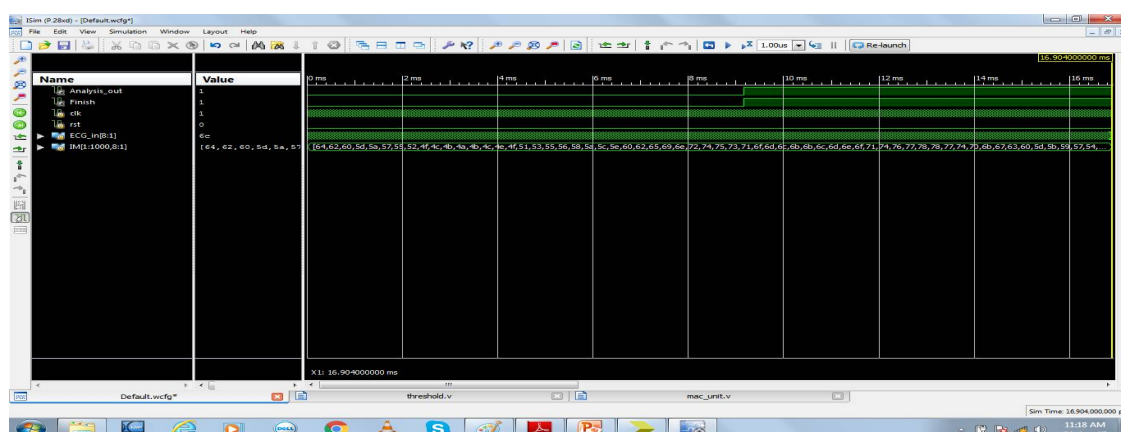 ISim (P.28xd) - [Default.wcfg*]
File Edit View Simulation Window Layout Help
1.00us Re-launch
16.904000000 ms
Name Value 0 ms 2 ms 4 ms 6 ms 8 ms 10 ms 12 ms 14 ms 16 ms
Analysis_out 1
Finish 1
clk 1
rst 0
ECG_in[8:1] 6c
IM[1:1000,8:1] [64,62,60,5d,5a,57 [64,62,60,5d,5a,57,55,52,4f,4c,4b,4a,4b,4c,4e,4f,51,53,55,56,58,5a,5c,5e,60,62,65,69,6e,72,74,75,73,71,6f,6d,6c,6b,6b,6c,6d,6e,6f,71,74,76,77,78,78,77,74,70,6b,67,63,60,5d,5b,59,57,54,...
X1: 16.904000000 ms
Default.wcfg* threshold.v mac_unit.v
Sim Time: 16,904,000,000 p
11:18 AM